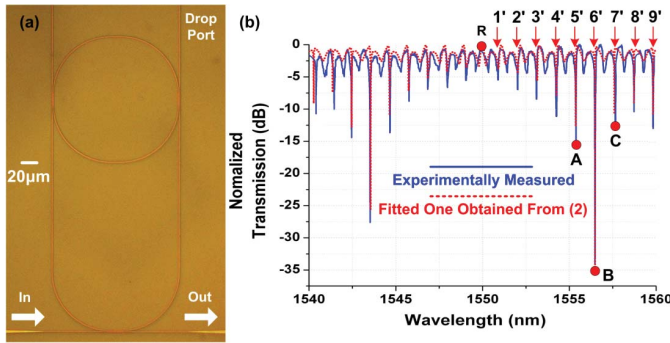 (a)
Drop
Port
20µm
In
Out
(b)
R
1' 2' 3' 4' 5' 6' 7' 8' 9'
Nomalized
Transmission (dB)
0
-5
-10
-15
-20
-25
-30
-35
A
C
B
Experimentally Measured
Fitted One Obtained From (2)
1540 1545 1550 1555 1560
Wavelength (nm)